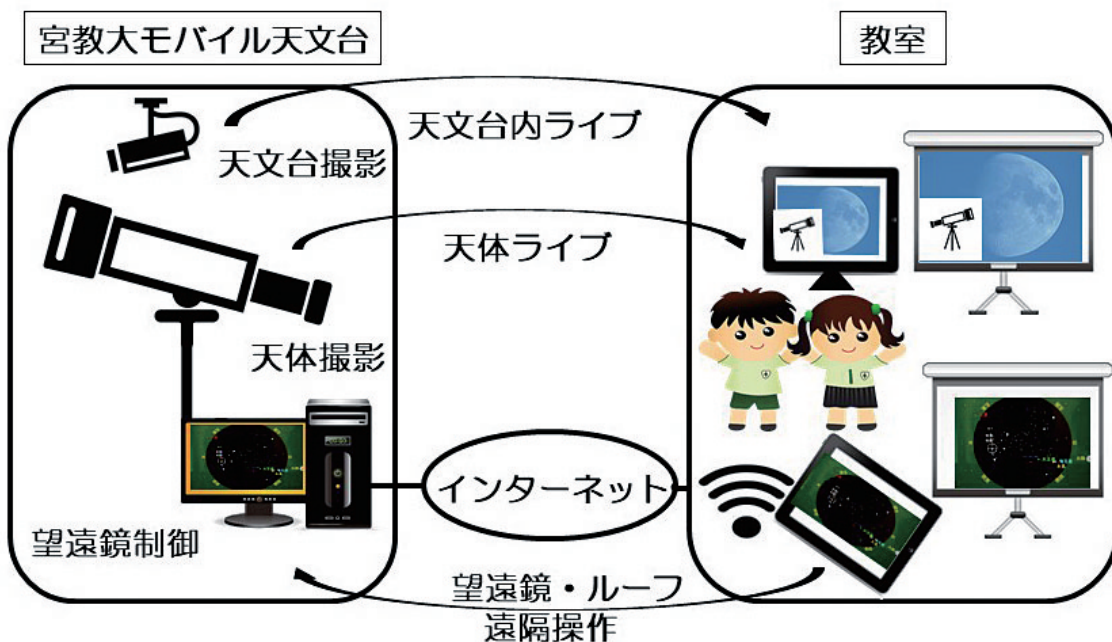 宮教大モバイル天文台
教室
天文台内ライブ
天文台撮影
天体ライブ
天体撮影
インターネット
望遠鏡制御
望遠鏡・ルーフ
遠隔操作